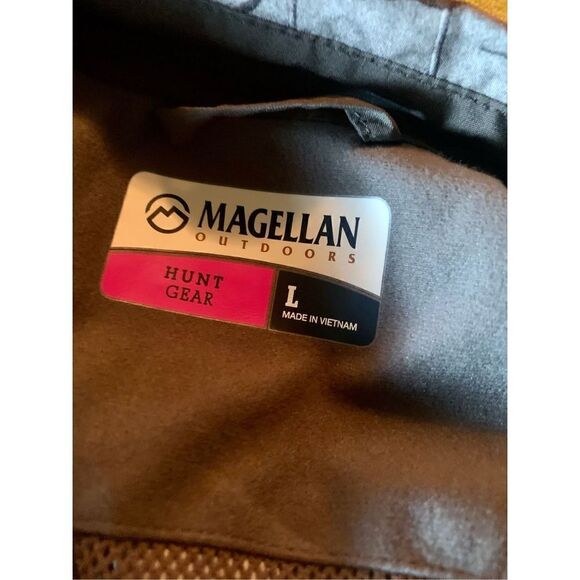 MAGELLAN
OUTDOORS
HUNT
GEAR
L
MADE IN VIETNAM